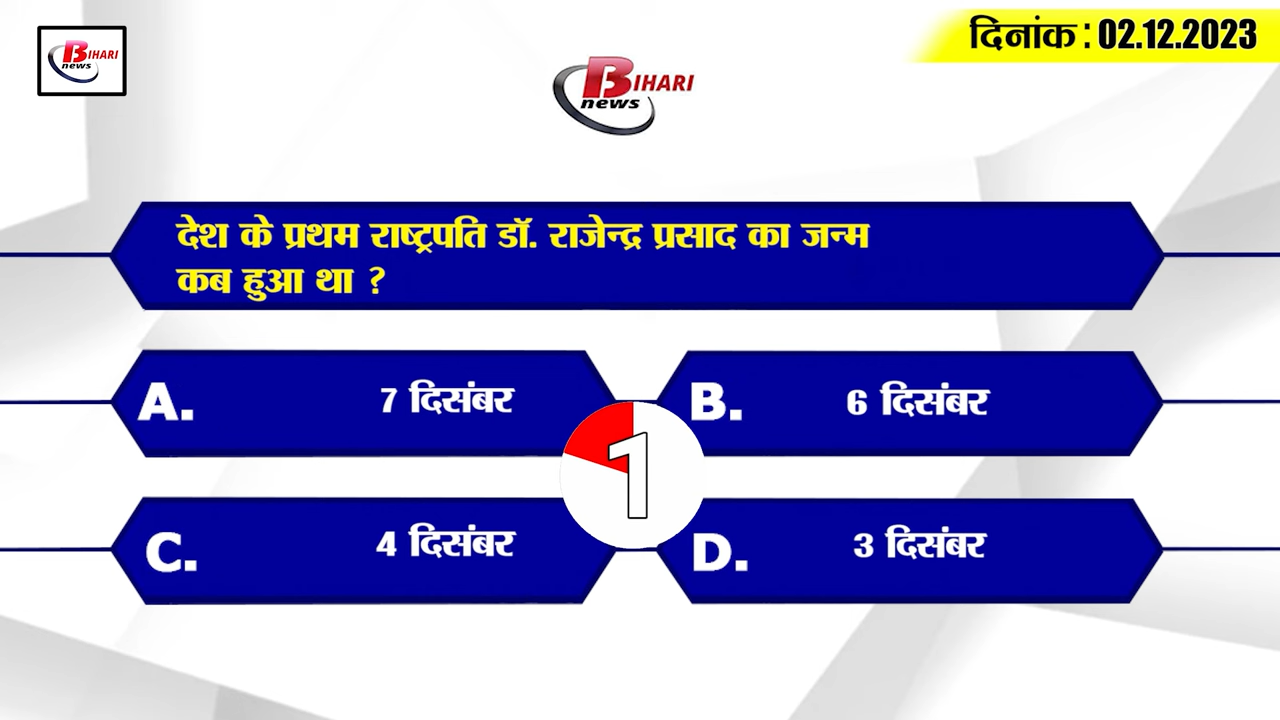 BIHARI
news
दिनांक : 02.12.2023
BIHARI
news
देश के प्रथम राष्ट्रपति डॉ. राजेन्द्र प्रसाद का जन्म
कब हुआ था ?
A. 7 दिसंबर
B. 6 दिसंबर
1
C. 4 दिसंबर
D. 3 दिसंबर